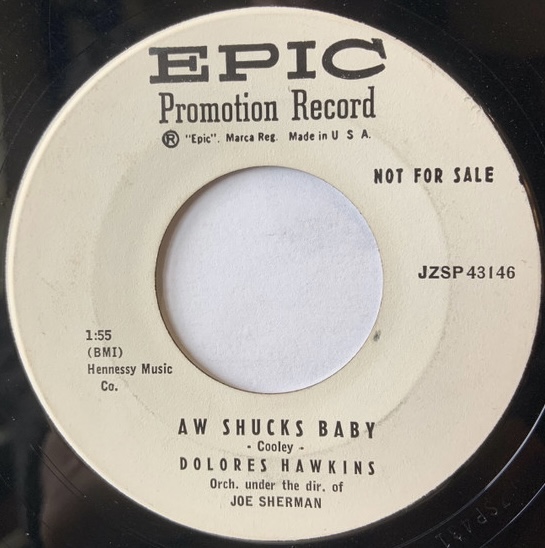 EPIC
Promotion Record
® "Epic". Marca Reg. Made in U S A.
NOT FOR SALE
JZSP 43146
1:55
(BMI)
Hennessy Music
Co.
AW SHUCKS BABY
- Cooley -
DOLORES HAWKINS
Orch. under the dir. of
JOE SHERMAN